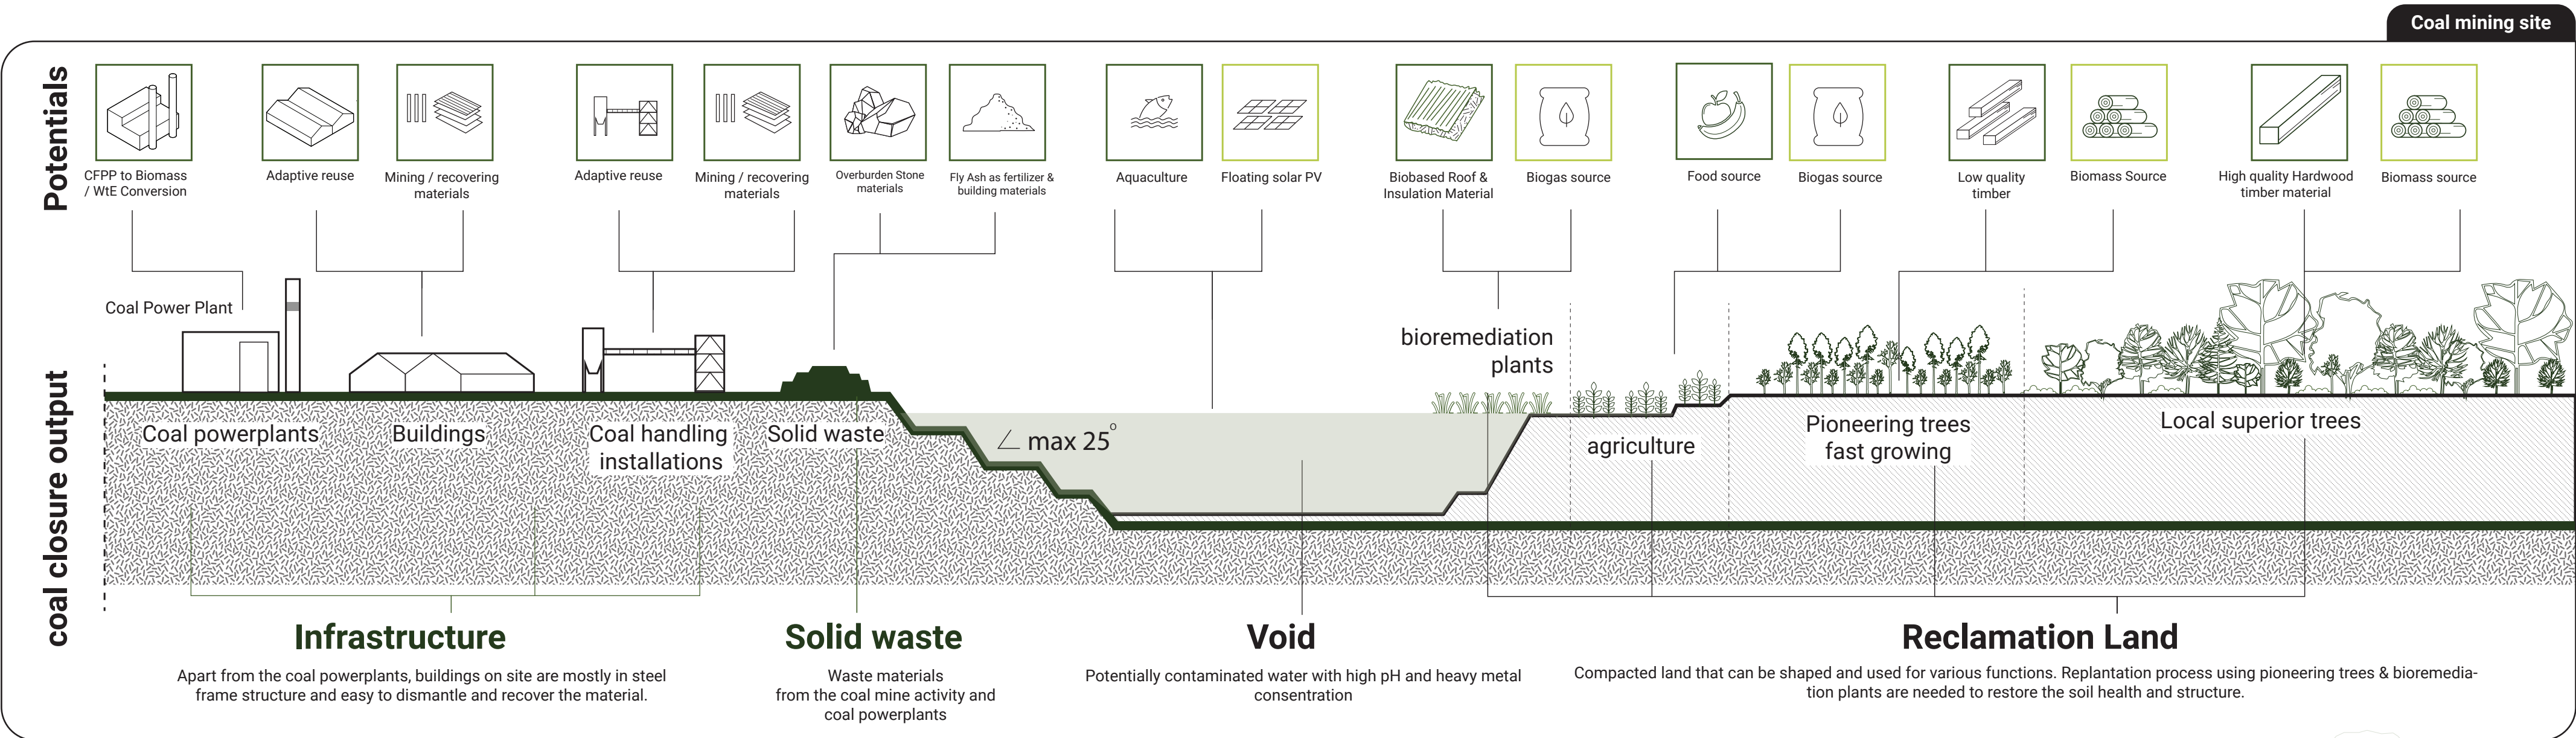 Coal mining site
Potentials
CFPP to Biomass
/ WtE Conversion
Adaptive reuse
Mining / recovering
materials
Adaptive reuse
Mining / recovering
materials
Overburden Stone
materials
Fly Ash as fertilizer &
building materials
Aquaculture
Floating solar PV
Biobased Roof &
Insulation Material
Biogas source
Food source
Biogas source
Low quality
timber
Biomass Source
High quality Hardwood
timber material
Biomass source
coal closure output
Coal Power Plant
bioremediation
plants
Coal powerplants
Buildings
Coal handling
installations
Solid waste
∠ max 25°
agriculture
Pioneering trees
fast growing
Local superior trees
Infrastructure
Apart from the coal powerplants, buildings on site are mostly in steel
frame structure and easy to dismantle and recover the material.
Solid waste
Waste materials
from the coal mine activity and
coal powerplants
Void
Potentially contaminated water with high pH and heavy metal
consentration
Reclamation Land
Compacted land that can be shaped and used for various functions. Replantation process using pioneering trees & bioremedia-
tion plants are needed to restore the soil health and structure.